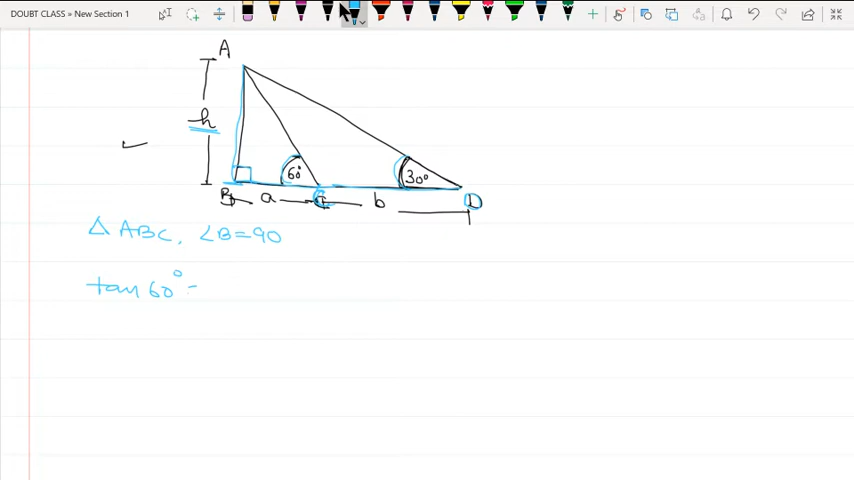 DOUBT CLASS » New Section 1
A
h
60°
30°
B a C b D
△ ABC, ∠B=90
tan 60° =